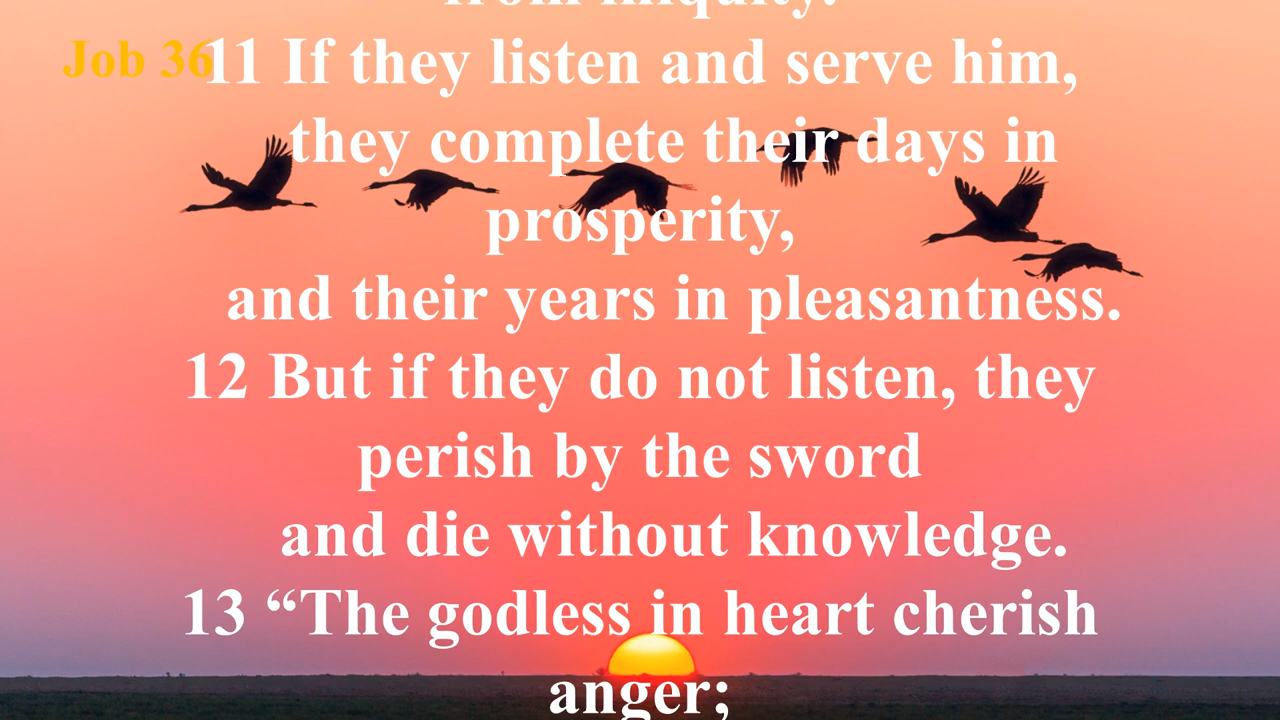 from iniquity.
Job 36
11 If they listen and serve him,
they complete their days in
prosperity,
and their years in pleasantness.
12 But if they do not listen, they
perish by the sword
and die without knowledge.
13 “The godless in heart cherish
anger;